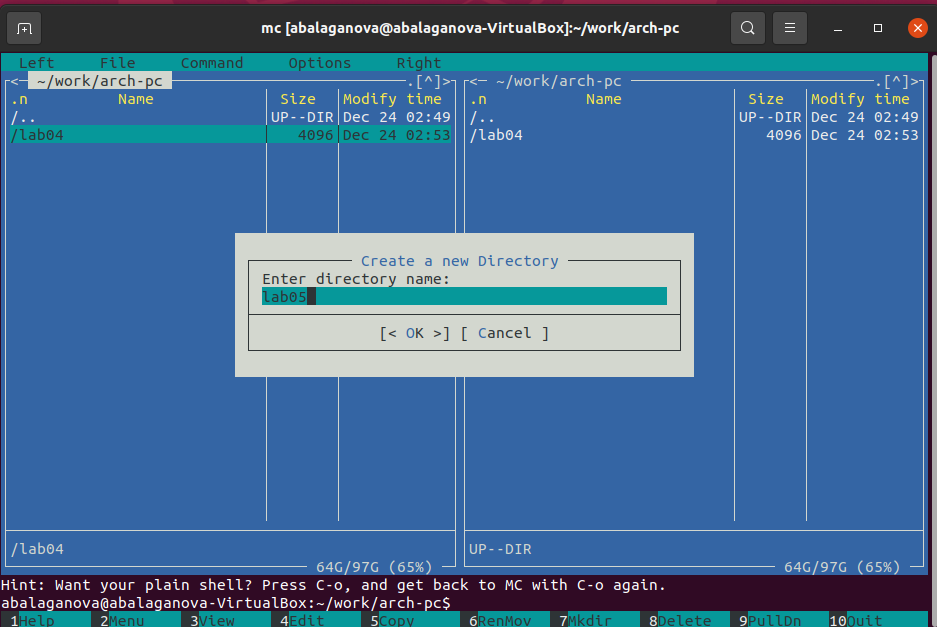 mc [abalaganova@abalaganova-VirtualBox]:~/work/arch-pc
Left File Command Options Right
<─ ~/work/arch-pc .[^]>
.n Name Size Modify time
/.. UP--DIR Dec 24 02:49
/lab04 4096 Dec 24 02:53
/lab04
64G/97G (65%)
<─ ~/work/arch-pc .[^]>
.n Name Size Modify time
/.. UP--DIR Dec 24 02:49
/lab04 4096 Dec 24 02:53
UP--DIR
64G/97G (65%)
Create a new Directory
Enter directory name:
lab05
[< OK >] [ Cancel ]
Hint: Want your plain shell? Press C-o, and get back to MC with C-o again.
abalaganova@abalaganova-VirtualBox:~/work/arch-pc$
1Help 2Menu 3View 4Edit 5Copy 6RenMov 7Mkdir 8Delete 9PullDn 10Quit